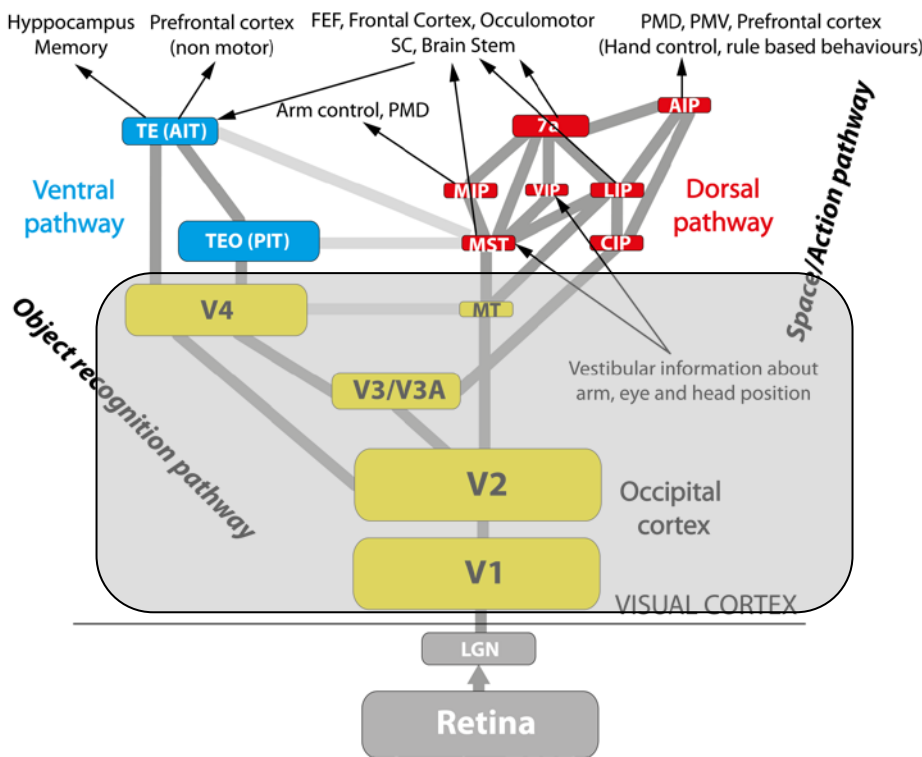 Hyppocampus
Memory
Prefrontal cortex
(non motor)
FEF, Frontal Cortex, Occulomotor
SC, Brain Stem
PMD, PMV, Prefrontal cortex
(Hand control, rule based behaviours)
Arm control, PMD
TE (AIT)
7a
AIP
Ventral
pathway
MIP
VIP
LIP
Dorsal
pathway
Space/Action pathway
TEO (PIT)
MST
CIP
V4
MT
Object recognition pathway
V3/V3A
Vestibular information about
arm, eye and head position
V2
Occipital
cortex
V1
VISUAL CORTEX
LGN
Retina